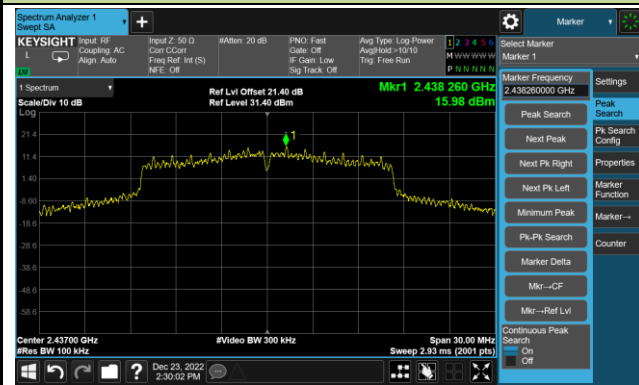 Spectrum Analyzer 1
Swept SA
Marker
KEYSIGHT
L
Input: RF
Coupling: AC
Align: Auto
Input Z: 50 Ω
Corr CCorr
Freq Ref: Int (S)
NFE: Off
#Atten: 20 dB
PNO: Fast
Gate: Off
IF Gain: Low
Sig Track: Off
Avg Type: Log-Power
Avg|Hold:>10/10
Trig: Free Run
1 2 3 4 5 6
M W W W W W
P N N N N N
Select Marker
Marker 1
1 Spectrum
Scale/Div 10 dB
Log
Ref Lvl Offset 21.40 dB
Ref Level 31.40 dBm
Mkr1 2.438 260 GHz
15.98 dBm
1
21.4
11.4
1.40
-8.60
-18.6
-28.6
-38.6
-48.6
-58.6
Center 2.43700 GHz
#Res BW 100 kHz
#Video BW 300 kHz
Span 30.00 MHz
Sweep 2.93 ms (2001 pts)
Marker Frequency
2.438260000 GHz
Peak Search
Next Peak
Next Pk Right
Next Pk Left
Minimum Peak
Pk-Pk Search
Marker Delta
Mkr→CF
Mkr→Ref Lvl
Continuous Peak
Search
On
Off
Settings
Peak
Search
Pk Search
Config
Properties
Marker
Function
Marker→
Counter
Dec 23, 2022
2:30:02 PM